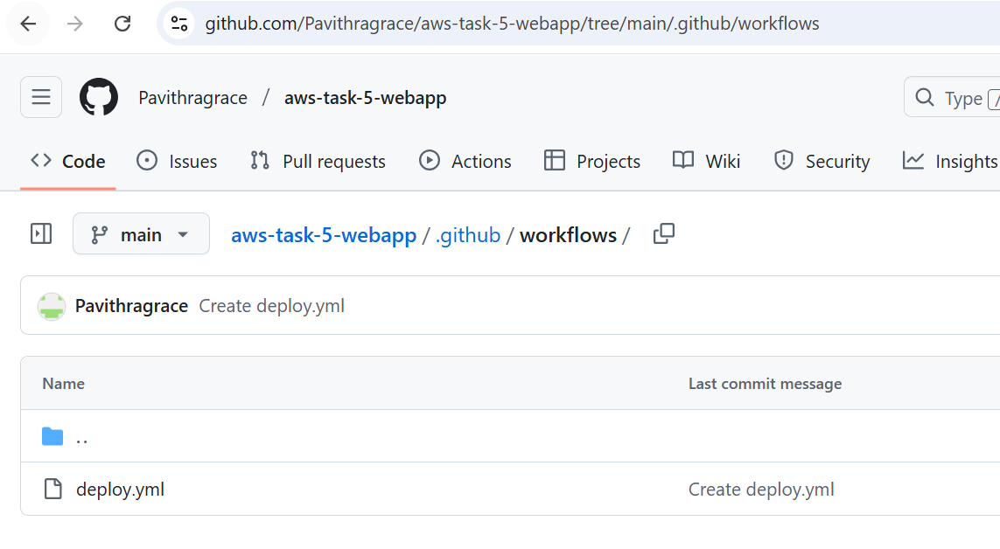 github.com/Pavithragrace/aws-task-5-webapp/tree/main/.github/workflows
Pavithragrace / aws-task-5-webapp
Type /
Code Issues Pull requests Actions Projects Wiki Security Insights
main aws-task-5-webapp / .github / workflows /
Pavithragrace Create deploy.yml
Name Last commit message
..
deploy.yml Create deploy.yml